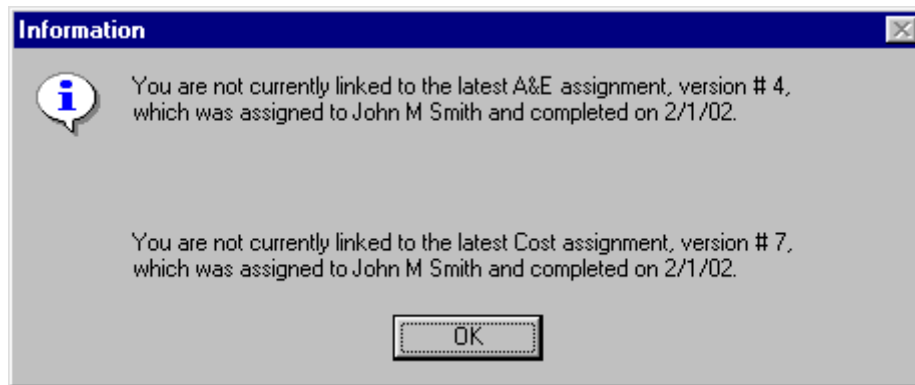 Information
You are not currently linked to the latest A&E assignment, version # 4,
which was assigned to John M Smith and completed on 2/1/02.
You are not currently linked to the latest Cost assignment, version # 7,
which was assigned to John M Smith and completed on 2/1/02.
OK